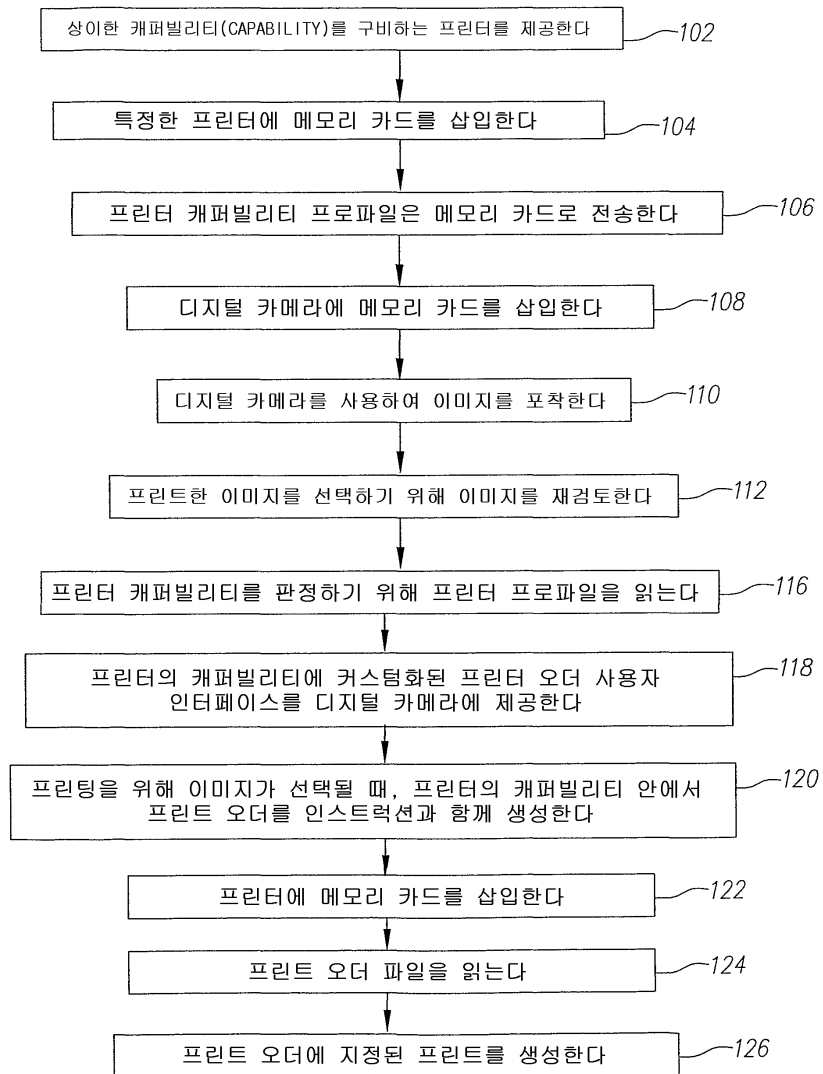 상이한 캐퍼빌리티(CAPABILITY)를 구비하는 프린터를 제공한다
102
특정한 프린터에 메모리 카드를 삽입한다
104
프린터 캐퍼빌리티 프로파일은 메모리 카드로 전송한다
106
디지털 카메라에 메모리 카드를 삽입한다
108
디지털 카메라를 사용하여 이미지를 포착한다
110
프린트한 이미지를 선택하기 위해 이미지를 재검토한다
112
프린터 캐퍼빌리티를 판정하기 위해 프린터 프로파일을 읽는다
116
프린터의 캐퍼빌리티에 커스텀화된 프린터 오더 사용자
인터페이스를 디지털 카메라에 제공한다
118
프린팅을 위해 이미지가 선택될 때, 프린터의 캐퍼빌리티 안에서
프린트 오더를 인스트럭션과 함께 생성한다
120
프린터에 메모리 카드를 삽입한다
122
프린트 오더 파일을 읽는다
124
프린트 오더에 지정된 프린트를 생성한다
126